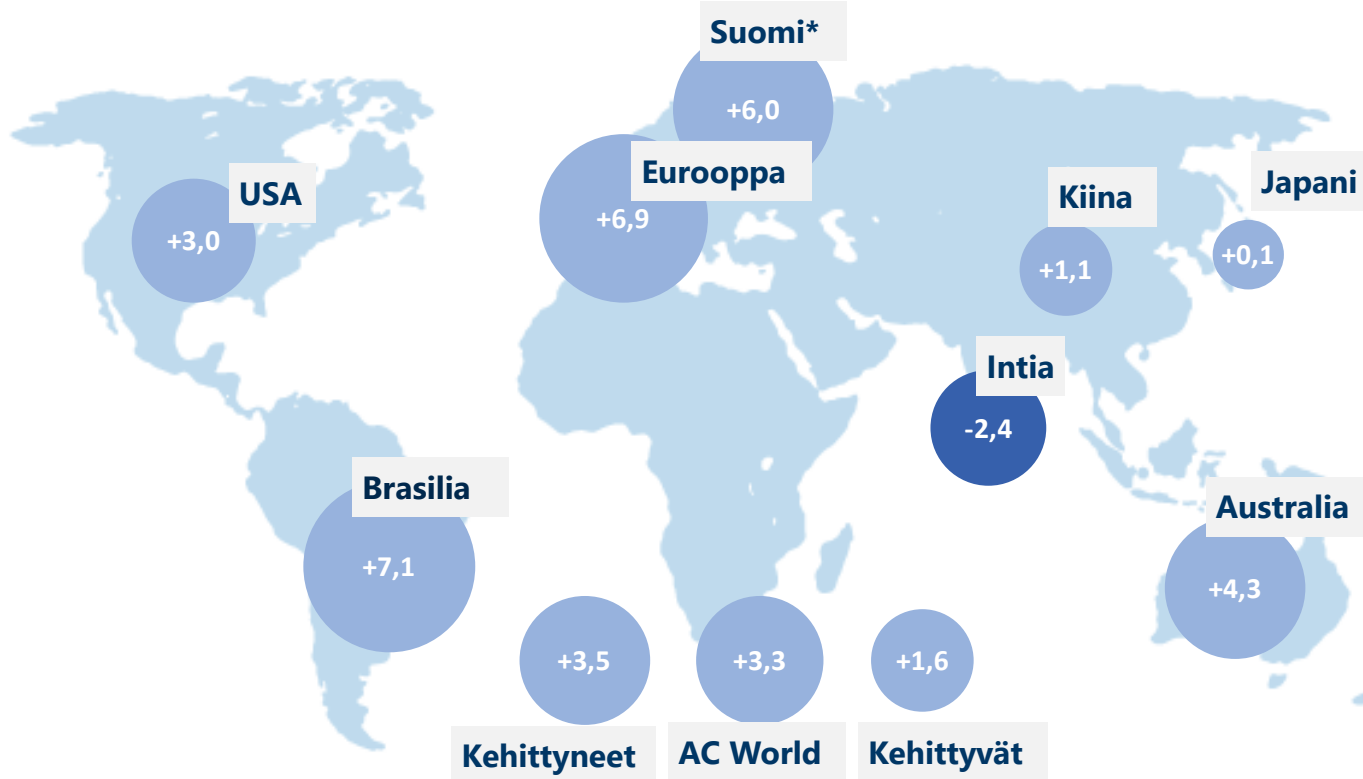 Suomi*
+6,0
Eurooppa
+6,9
USA
+3,0
Kiina
+1,1
Japani
+0,1
Intia
-2,4
Brasilia
+7,1
Australia
+4,3
+3,5
Kehittyneet
+3,3
AC World
+1,6
Kehittyvät